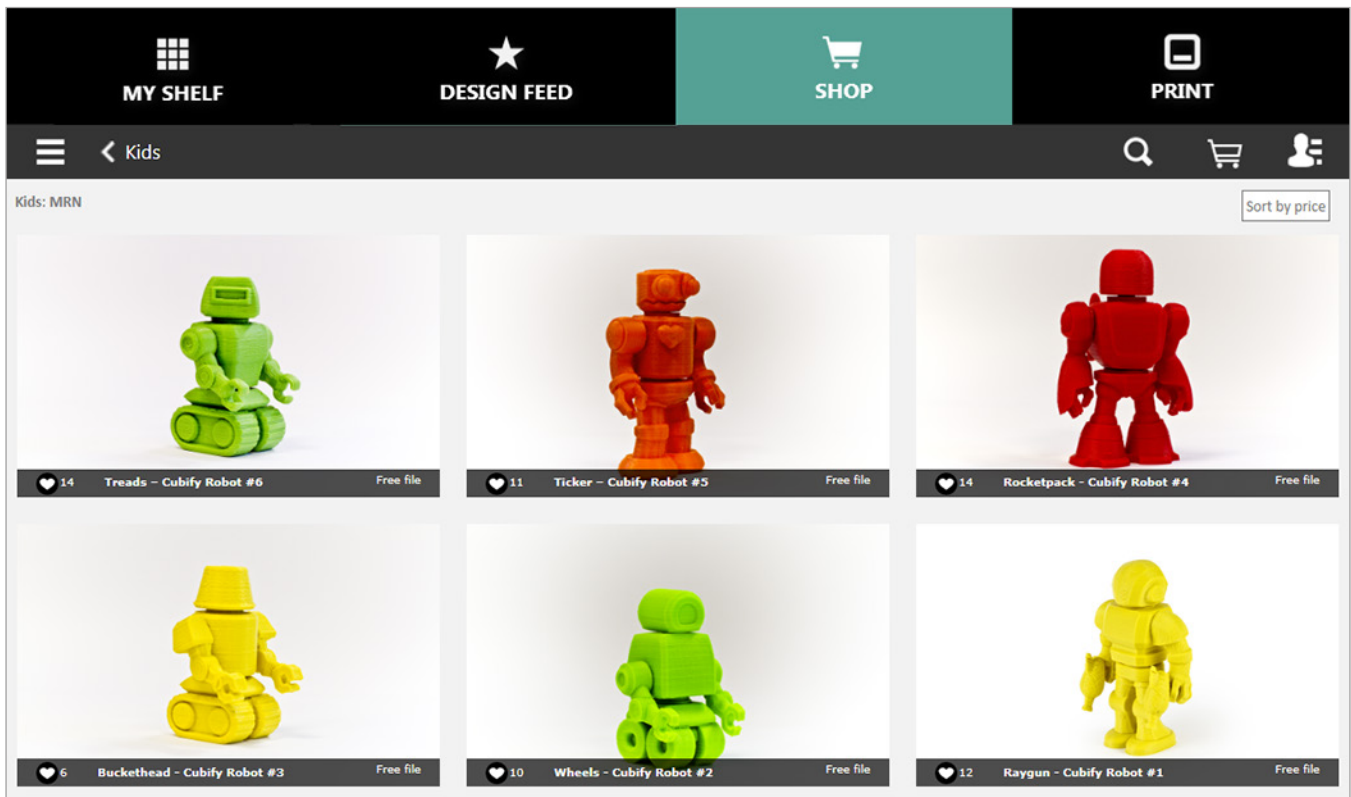 MY SHELF
DESIGN FEED
SHOP
PRINT
Kids
Kids: MRN
Sort by price
14 Treads – Cubify Robot #6 Free file
11 Ticker – Cubify Robot #5 Free file
14 Rocketpack - Cubify Robot #4 Free file
6 Buckethead - Cubify Robot #3 Free file
10 Wheels - Cubify Robot #2 Free file
12 Raygun - Cubify Robot #1 Free file